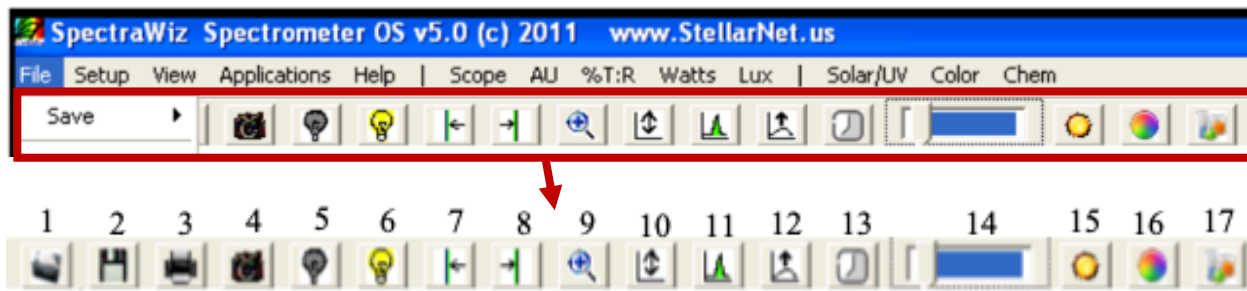 SpectraWiz Spectrometer OS v5.0 (c) 2011 www.StellarNet.us
File Setup View Applications Help | Scope AU %T:R Watts Lux | Solar/UV Color Chem
Save
1 2 3 4 5 6 7 8 9 10 11 12 13 14 15 16 17